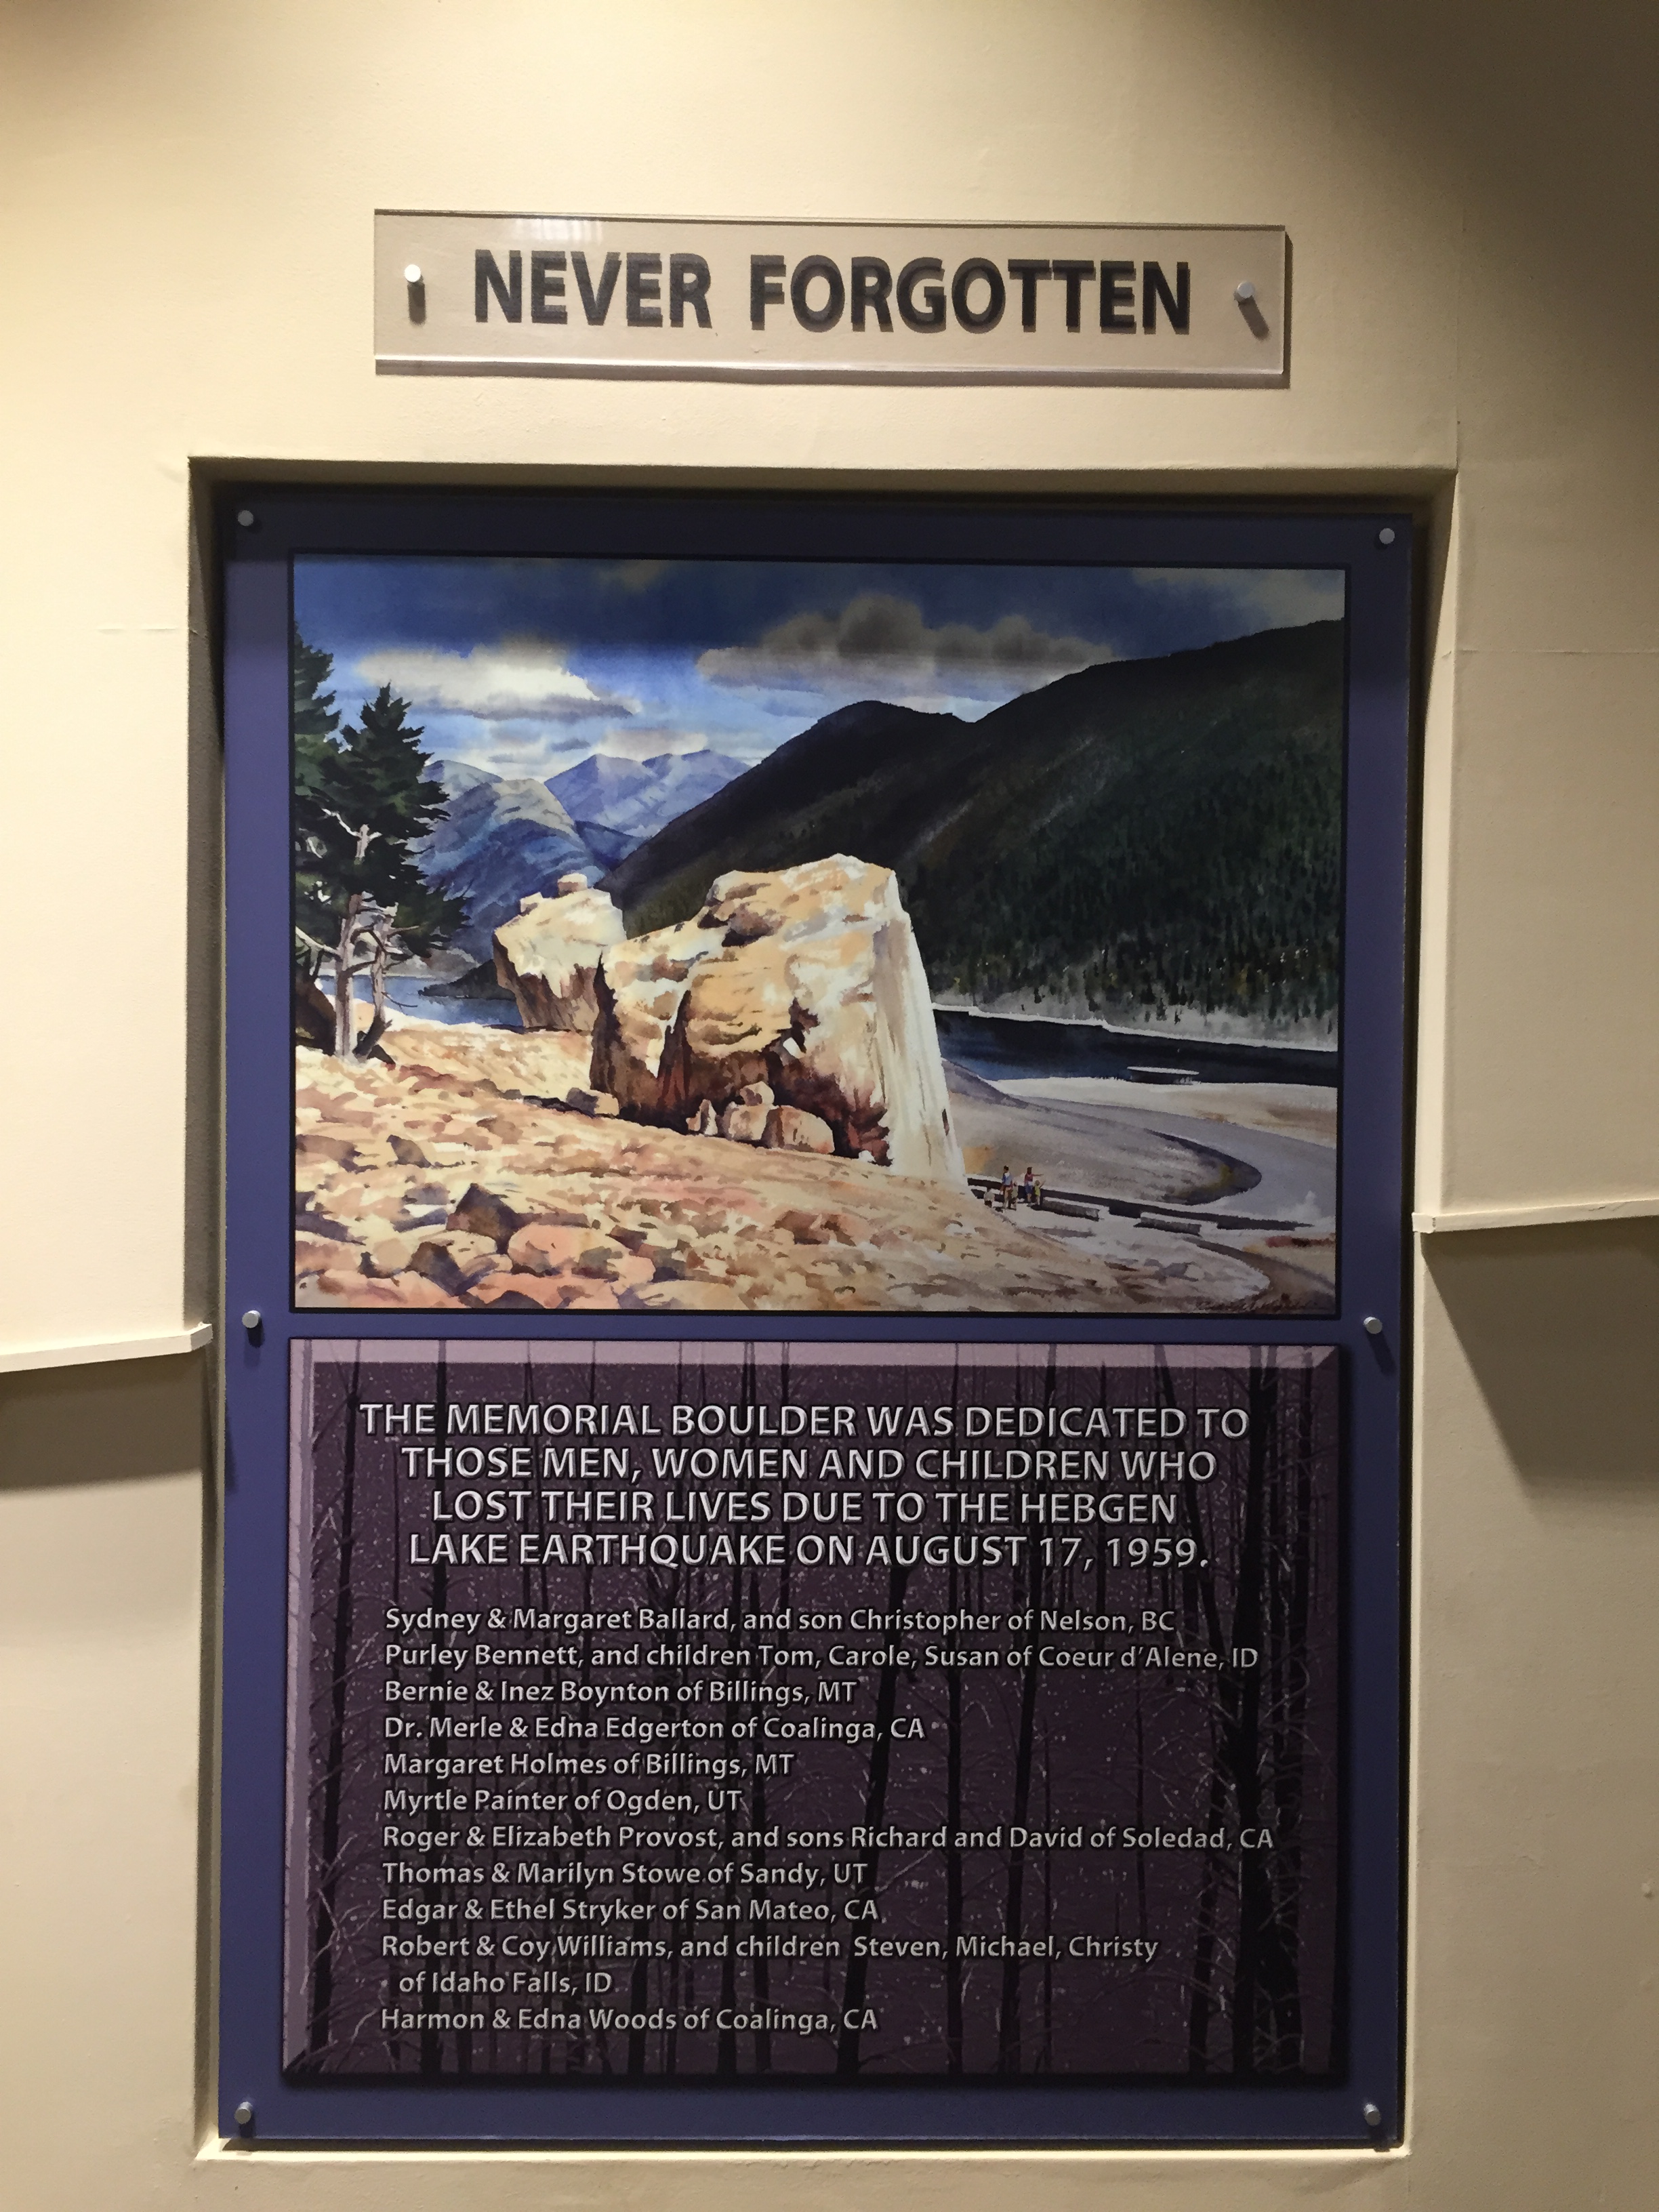 NEVER FORGOTTEN
THE MEMORIAL BOULDER WAS DEDICATED TO
THOSE MEN, WOMEN AND CHILDREN WHO
LOST THEIR LIVES DUE TO THE HEBGEN
LAKE EARTHQUAKE ON AUGUST 17, 1959.
Sydney & Margaret Ballard, and son Christopher of Nelson, BC
Purley Bennett, and children Tom, Carole, Susan of Coeur d'Alene, ID
Bernie & Inez Boynton of Billings, MT
Dr. Merle & Edna Edgerton of Coalinga, CA
Margaret Holmes of Billings, MT
Myrtle Painter of Ogden, UT
Roger & Elizabeth Provost, and sons Richard and David of Soledad, CA
Thomas & Marilyn Stowe of Sandy, UT
Edgar & Ethel Stryker of San Mateo, CA
Robert & Coy Williams, and children Steven, Michael, Christy
of Idaho Falls, ID
Harmon & Edna Woods of Coalinga, CA